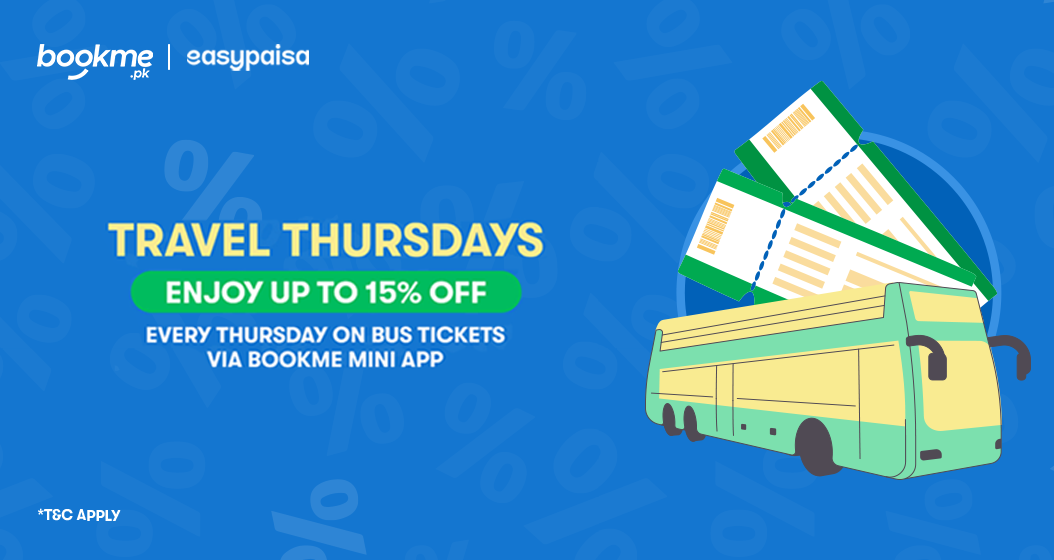 bookme.pk | easypaisa
TRAVEL THURSDAYS
ENJOY UP TO 15% OFF
EVERY THURSDAY ON BUS TICKETS
VIA BOOKME MINI APP
*T&C APPLY